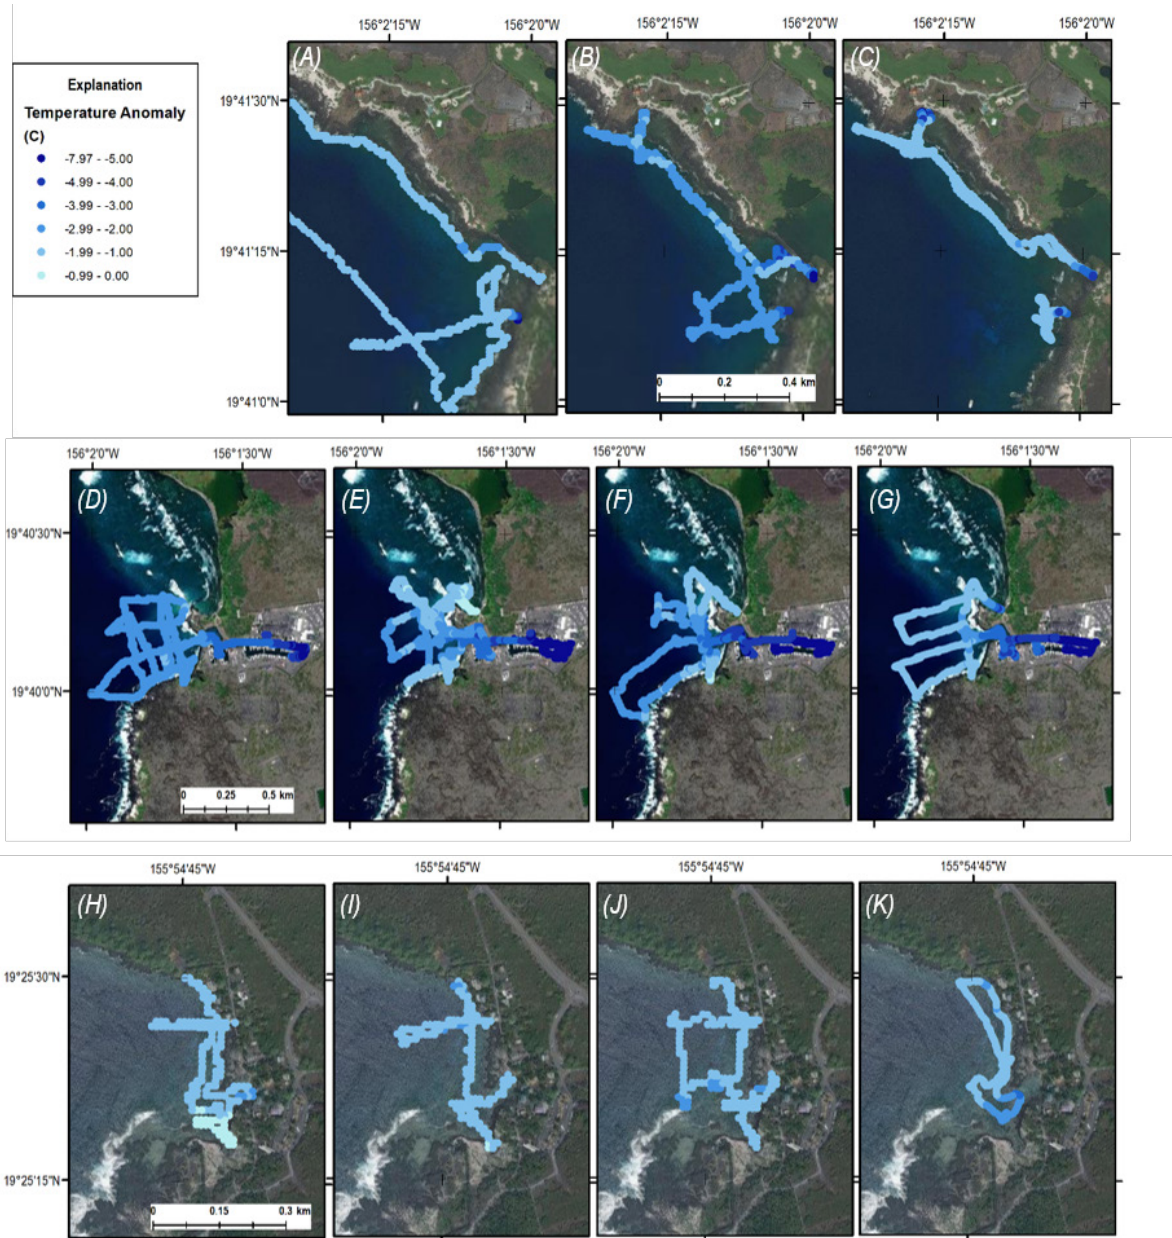 156°2'15"W 156°2'0"W 156°2'15"W 156°2'0"W 156°2'15"W 156°2'0"W
(A) (B) (C)
Explanation
Temperature Anomaly
(C)
-7.97 - -5.00
-4.99 - -4.00
-3.99 - -3.00
-2.99 - -2.00
-1.99 - -1.00
-0.99 - 0.00
19°41'30"N
19°41'15"N
0 0.2 0.4 km
19°41'0"N
156°2'0"W 156°1'30"W 156°2'0"W 156°1'30"W 156°2'0"W 156°1'30"W 156°2'0"W 156°1'30"W
(D) (E) (F) (G)
19°40'30"N
19°40'0"N
0 0.25 0.5 km
155°54'45"W 155°54'45"W 155°54'45"W 155°54'45"W
(H) (I) (J) (K)
19°25'30"N
19°25'15"N
0 0.15 0.3 km